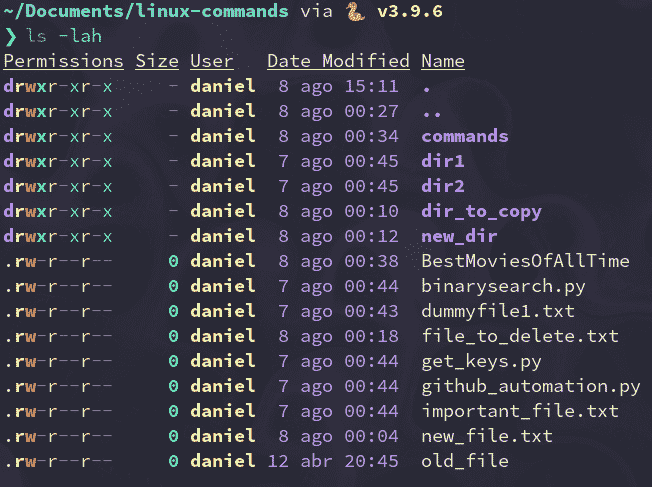 ~/Documents/linux-commands via 🐍 v3.9.6
❯ ls -lah
Permissions Size User   Date Modified Name
drwxr-xr-x     - daniel  8 ago 15:11  .
drwxr-xr-x     - daniel  8 ago 00:27  ..
drwxr-xr-x     - daniel  8 ago 00:34  commands
drwxr-xr-x     - daniel  7 ago 00:45  dir1
drwxr-xr-x     - daniel  7 ago 00:45  dir2
drwxr-xr-x     - daniel  8 ago 00:10  dir_to_copy
drwxr-xr-x     - daniel  8 ago 00:12  new_dir
.rw-r--r--     0 daniel  8 ago 00:38  BestMoviesOfAllTime
.rw-r--r--     0 daniel  7 ago 00:44  binarysearch.py
.rw-r--r--     0 daniel  7 ago 00:43  dummyfile1.txt
.rw-r--r--     0 daniel  8 ago 00:18  file_to_delete.txt
.rw-r--r--     0 daniel  7 ago 00:44  get_keys.py
.rw-r--r--     0 daniel  7 ago 00:44  github_automation.py
.rw-r--r--     0 daniel  7 ago 00:44  important_file.txt
.rw-r--r--     0 daniel  8 ago 00:04  new_file.txt
.rw-r--r--     0 daniel 12 abr 20:45  old_file